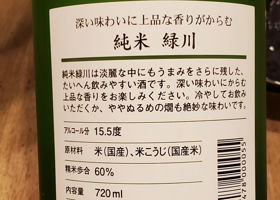 深い味わいに上品な香りがからむ
純米 緑川
純米緑川は淡麗な中にもうまみをさらに残した、
たいへん飲みやすい酒です。深い味わいにからむ
上品な香りをお楽しみください。冷やしてお飲み
いただくか、ややぬるめの燗も絶妙な味わいです。
アルコール分 15.5度
原材料 米(国産)、米こうじ(国産米)
精米歩合 60%
内容量 720ml